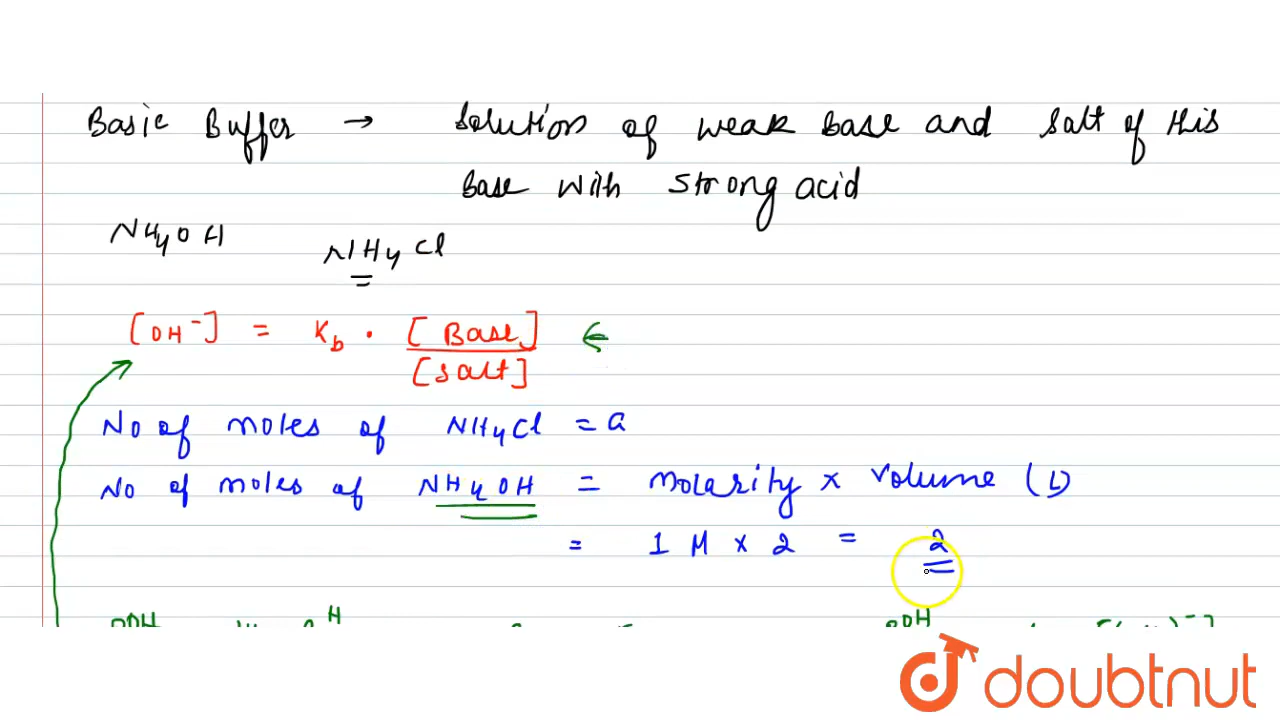 Basic Buffer → Solution of weak base and salt of this
base with strong acid
NH4OH
NH4Cl
[OH-] = Kb · [Base] / [salt] ←
No of moles of NH4Cl = a
No of moles of NH4OH = Molarity x volume (L)
= 1 M x 2 = 2
doubtnut